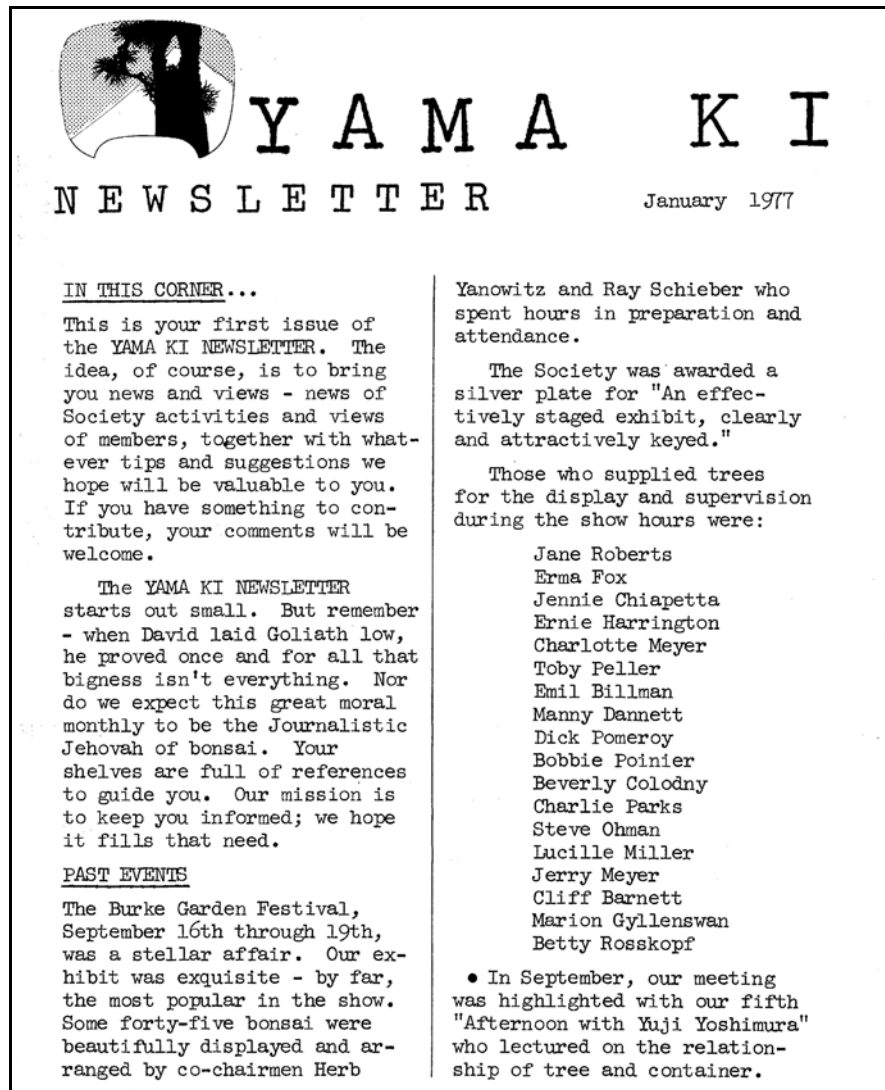 YAMA KI
NEWSLETTER
January 1977
IN THIS CORNER...
This is your first issue of
the YAMA KI NEWSLETTER. The
idea, of course, is to bring
you news and views - news of
Society activities and views
of members, together with what-
ever tips and suggestions we
hope will be valuable to you.
If you have something to con-
tribute, your comments will be
welcome.
The YAMA KI NEWSLETTER
starts out small. But remember
- when David laid Goliath low,
he proved once and for all that
bigness isn't everything. Nor
do we expect this great moral
monthly to be the Journalistic
Jehovah of bonsai. Your
shelves are full of references
to guide you. Our mission is
to keep you informed; we hope
it fills that need.
PAST EVENTS
The Burke Garden Festival,
September 16th through 19th,
was a stellar affair. Our ex-
hibit was exquisite - by far,
the most popular in the show.
Some forty-five bonsai were
beautifully displayed and ar-
ranged by co-chairmen Herb
Yanowitz and Ray Schieber who
spent hours in preparation and
attendance.
The Society was awarded a
silver plate for "An effec-
tively staged exhibit, clearly
and attractively keyed."
Those who supplied trees
for the display and supervision
during the show hours were:
Jane Roberts
Erma Fox
Jennie Chiapetta
Ernie Harrington
Charlotte Meyer
Toby Peller
Emil Billman
Manny Dannett
Dick Pomeroy
Bobbie Poinier
Beverly Colodny
Charlie Parks
Steve Ohman
Lucille Miller
Jerry Meyer
Cliff Barnett
Marion Gyllenswan
Betty Rosskopf
• In September, our meeting
was highlighted with our fifth
"Afternoon with Yuji Yoshimura"
who lectured on the relation-
ship of tree and container.